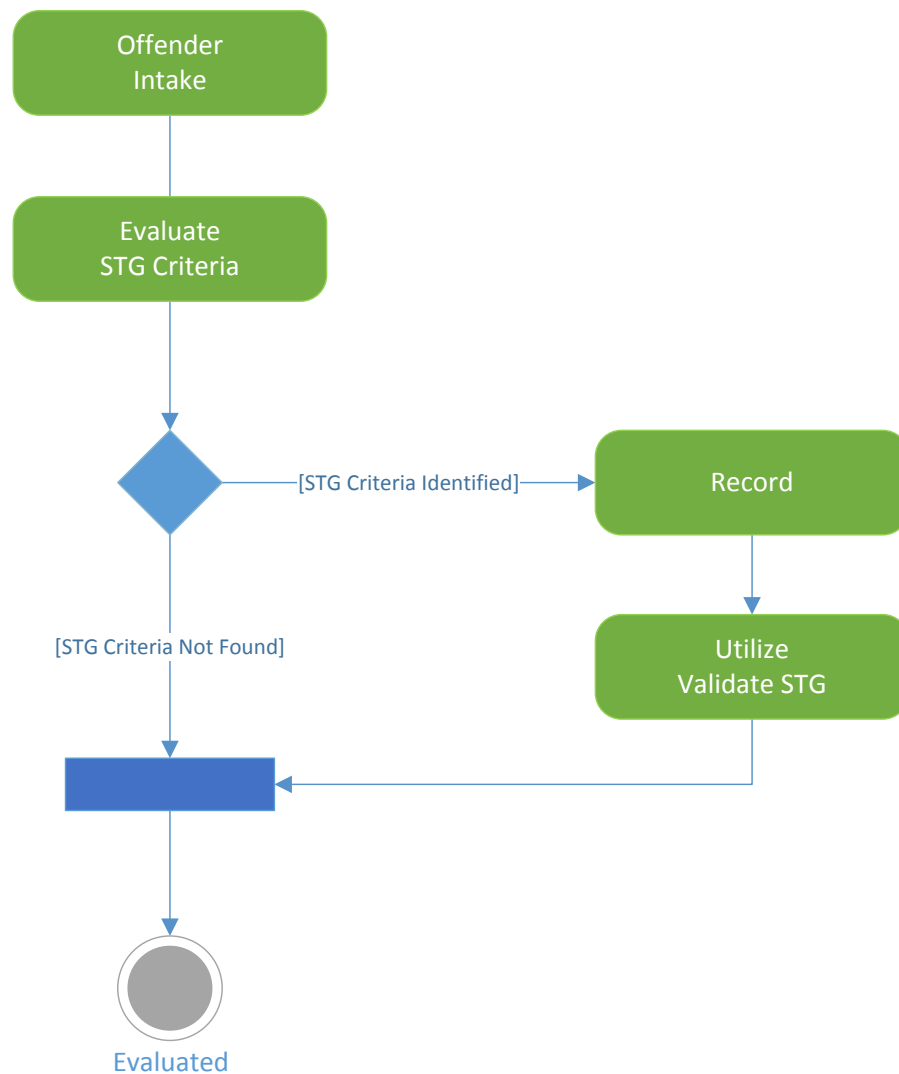 Offender
Intake
Evaluate
STG Criteria
[STG Criteria Identified]
Record
[STG Criteria Not Found]
Utilize
Validate STG
Evaluated